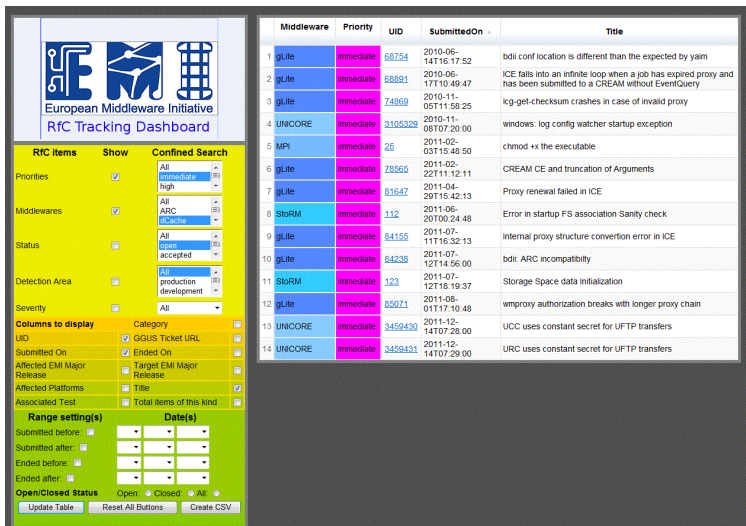 EMI
European Middleware Initiative
RfC Tracking Dashboard
RfC items Show Confined Search
Priorities
All
immediate
high
Middlewares
All
ARC
dCache
Status
All
open
accepted
Detection Area
All
production
development
Severity
All
Columns to display Category
UID GGUS Ticket URL
Submitted On Ended On
Affected EMI Major Release Target EMI Major Release
Affected Platforms Title
Associated Test Total items of this kind
Range setting(s) Date(s)
Submitted before:
Submitted after:
Ended before:
Ended after:
Open/Closed Status Open: Closed: All:
Update Table Reset All Buttons Create CSV
Middleware Priority UID SubmittedOn Title
1 gLite immediate 68754 2010-06-14T16:17:52 bdii.conf location is different than the expected by yaim
2 gLite immediate 68891 2010-06-17T10:49:47 ICE falls into an infinite loop when a job has expired proxy and has been submitted to a CREAM without EventQuery
3 gLite immediate 74869 2010-11-05T11:58:25 lcg-getchecksum crashes in case of invalid proxy
4 UNICORE immediate 3105329 2010-11-08T07:20:00 windows: log config watcher startup exception
5 MPI immediate 25 2011-02-03T15:48:50 chmod +x the executable
6 gLite immediate 78565 2011-02-22T11:12:11 CREAM CE and truncation of Arguments
7 gLite immediate 81647 2011-04-29T15:42:13 Proxy renewal failed in ICE
8 StoRM immediate 112 2011-06-20T00:24:48 Error in startup FS association Sanity check
9 gLite immediate 84155 2011-07-11T16:32:13 Internal proxy structure convertion error in ICE
10 gLite immediate 84238 2011-07-12T14:56:00 bdii: ARC incompatibilty
11 StoRM immediate 123 2011-07-12T18:19:37 Storage Space data Initialization
12 gLite immediate 85071 2011-08-01T17:10:48 wmproxy authorization breaks with longer proxy chain
13 UNICORE immediate 3459430 2011-12-14T07:28:00 UCC uses constant secret for UFTP transfers
14 UNICORE immediate 3459431 2011-12-14T07:29:00 URC uses constant secret for UFTP transfers